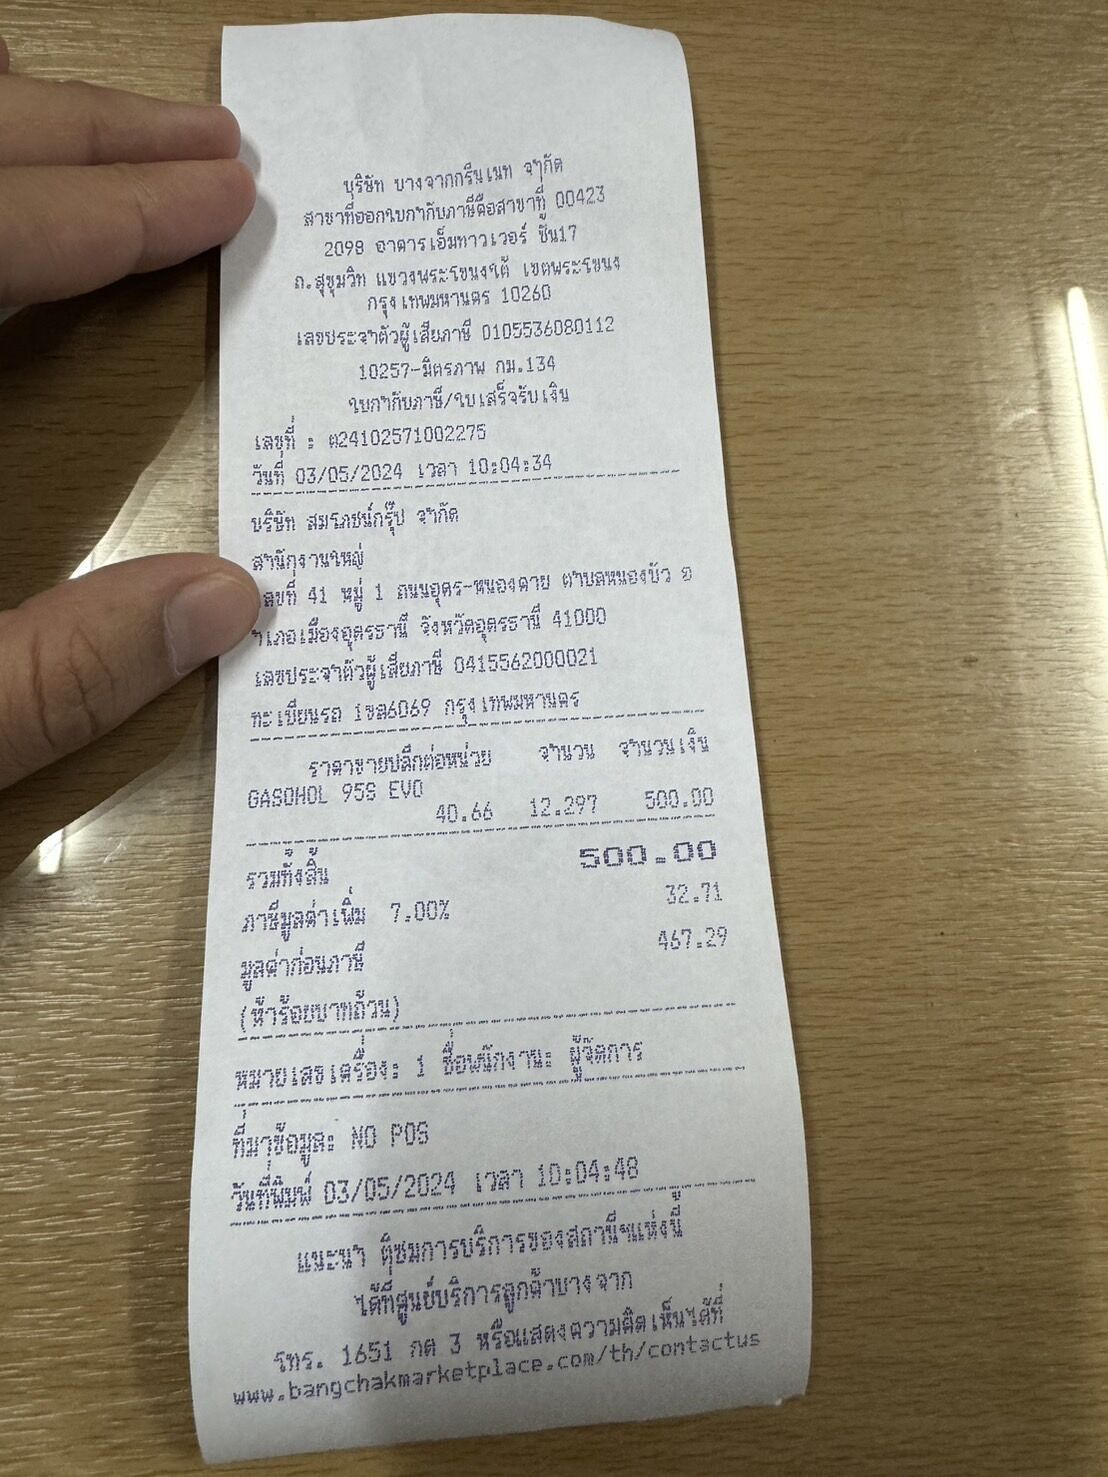 บริษัท บางจากกรีนเนท จำกัด
สาขาที่ออกใบกำกับภาษีคือสาขาที่ 00423
2098 อาคารเอ็มทาวเวอร์ ชั้น17
ถ.สุขุมวิท แขวงพระโขนงใต้ เขตพระโขนง
กรุงเทพมหานคร 10260
เลขประจำตัวผู้เสียภาษี 0105536080112
10257-มิตรภาพ กม.134
ใบกำกับภาษี/ใบเสร็จรับเงิน
เลขที่ : ต24102571002275
วันที่ 03/05/2024 เวลา 10:04:34
บริษัท สมโภชน์กรุ๊ป จำกัด
สำนักงานใหญ่
เลขที่ 41 หมู่ 1 ถนนอุดร-หนองคาย ตำบลหนองบัว อ
ำเภอเมืองอุดรธานี จังหวัดอุดรธานี 41000
เลขประจำตัวผู้เสียภาษี 0415562000021
ทะเบียนรถ 1ขล6069 กรุงเทพมหานคร
ราคาขายปลีกต่อหน่วย จำนวน จำนวนเงิน
GASOHOL 95S EVO
40.66 12.297 500.00
รวมทั้งสิ้น 500.00
ภาษีมูลค่าเพิ่ม 7.00% 32.71
มูลค่าก่อนภาษี 467.29
(ห้าร้อยบาทถ้วน)
หมายเลขเครื่อง: 1 ชื่อพนักงาน: ผู้จัดการ
ที่มาข้อมูล: NO POS
วันที่พิมพ์ 03/05/2024 เวลา 10:04:48
แนะนำ ติชมการบริการของสถานีฯแห่งนี้
ได้ที่ศูนย์บริการลูกค้าบางจาก
โทร. 1651 กด 3 หรือแสดงความคิดเห็นได้ที่
www.bangchakmarketplace.com/th/contactus